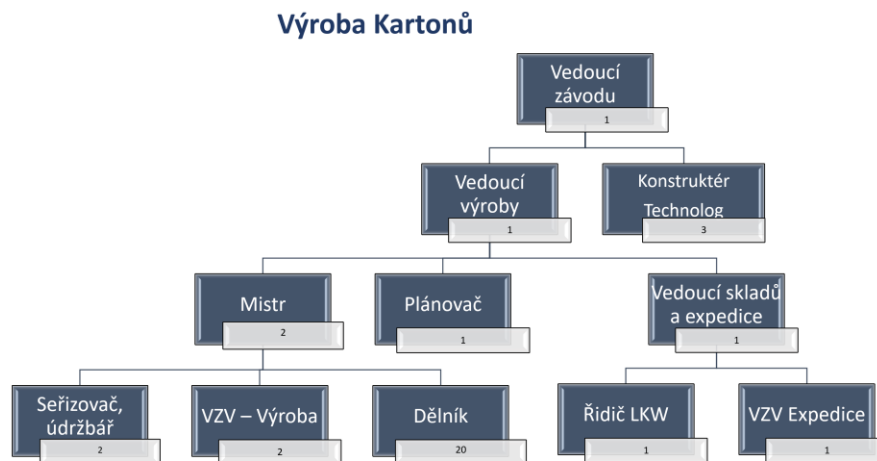 Výroba Kartonů
Vedoucí
závodu
1
Vedoucí
výroby
1
Konstruktér
Technolog
3
Mistr
2
Plánovač
1
Vedoucí skladů
a expedice
1
Seřizovač,
údržbář
2
VZV – Výroba
2
Dělník
20
Řidič LKW
1
VZV Expedice
1